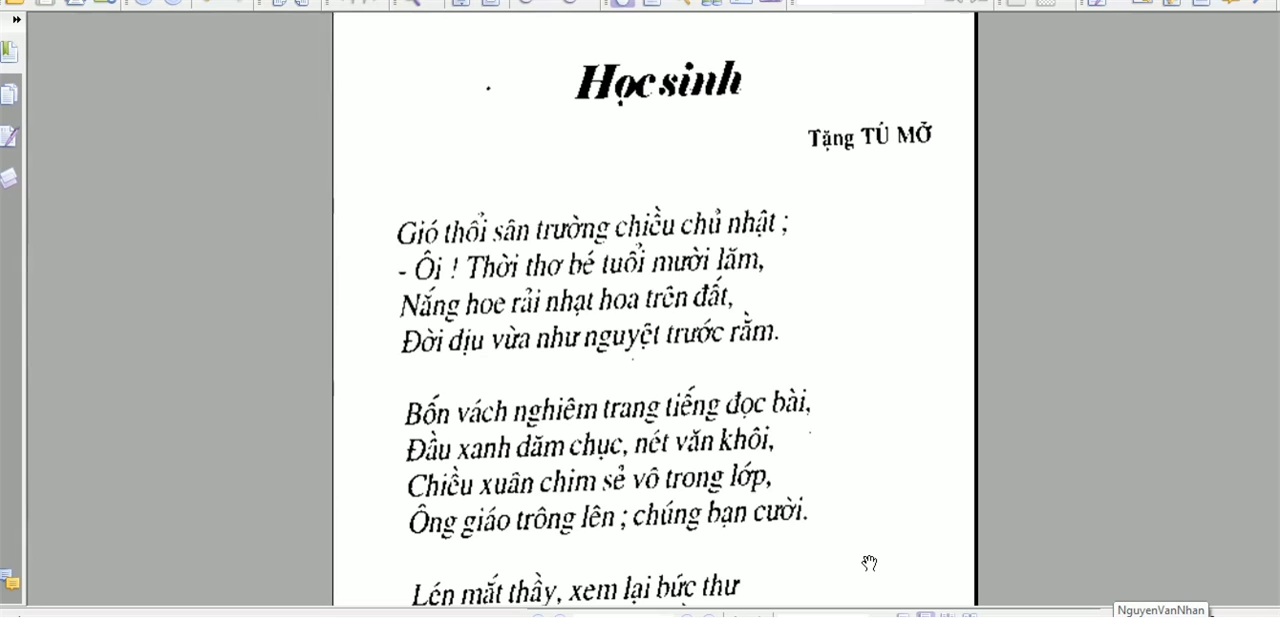 Học sinh
Tặng TÚ MỠ
Gió thổi sân trường chiều chủ nhật ;
- Ôi ! Thời thơ bé tuổi mười lăm,
Nắng hoe rải nhạt hoa trên đất,
Đời dịu vừa như nguyệt trước rằm.
Bốn vách nghiêm trang tiếng đọc bài,
Đầu xanh dăm chục, nét văn khôi,
Chiều xuân chim sẻ vô trong lớp,
Ông giáo trông lên ; chúng bạn cười.
Lén mắt thầy, xem lại bức thư
NguyenVanNhan